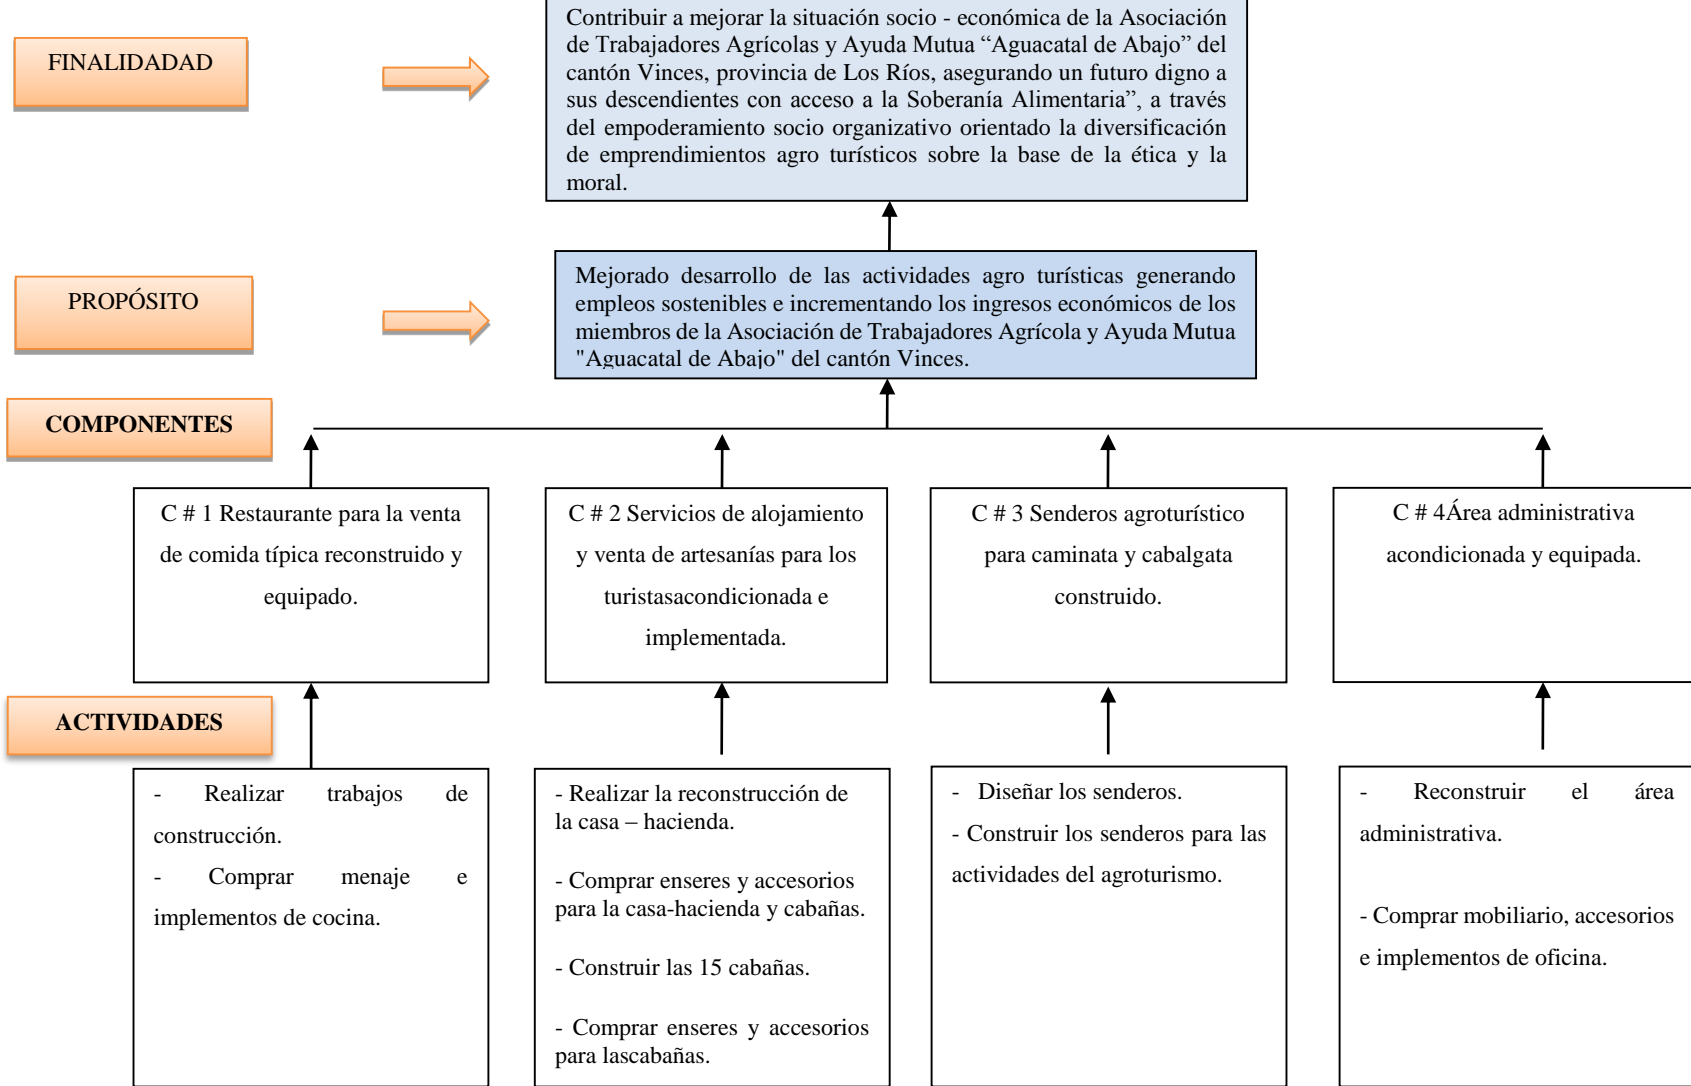 FINALIDADAD
Contribuir a mejorar la situación socio - económica de la Asociación
de Trabajadores Agrícolas y Ayuda Mutua “Aguacatal de Abajo” del
cantón Vinces, provincia de Los Ríos, asegurando un futuro digno a
sus descendientes con acceso a la Soberanía Alimentaria”, a través
del empoderamiento socio organizativo orientado la diversificación
de emprendimientos agro turísticos sobre la base de la ética y la
moral.
PROPÓSITO
Mejorado desarrollo de las actividades agro turísticas generando
empleos sostenibles e incrementando los ingresos económicos de los
miembros de la Asociación de Trabajadores Agrícola y Ayuda Mutua
"Aguacatal de Abajo" del cantón Vinces.
COMPONENTES
C # 1 Restaurante para la venta
de comida típica reconstruido y
equipado.
C # 2 Servicios de alojamiento
y venta de artesanías para los
turistasacondicionada e
implementada.
C # 3 Senderos agroturístico
para caminata y cabalgata
construido.
C # 4Área administrativa
acondicionada y equipada.
ACTIVIDADES
- Realizar trabajos de
construcción.
- Comprar menaje e
implementos de cocina.
- Realizar la reconstrucción de
la casa – hacienda.
- Comprar enseres y accesorios
para la casa-hacienda y cabañas.
- Construir las 15 cabañas.
- Comprar enseres y accesorios
para lascabañas.
- Diseñar los senderos.
- Construir los senderos para las
actividades del agroturismo.
- Reconstruir el área
administrativa.
- Comprar mobiliario, accesorios
e implementos de oficina.